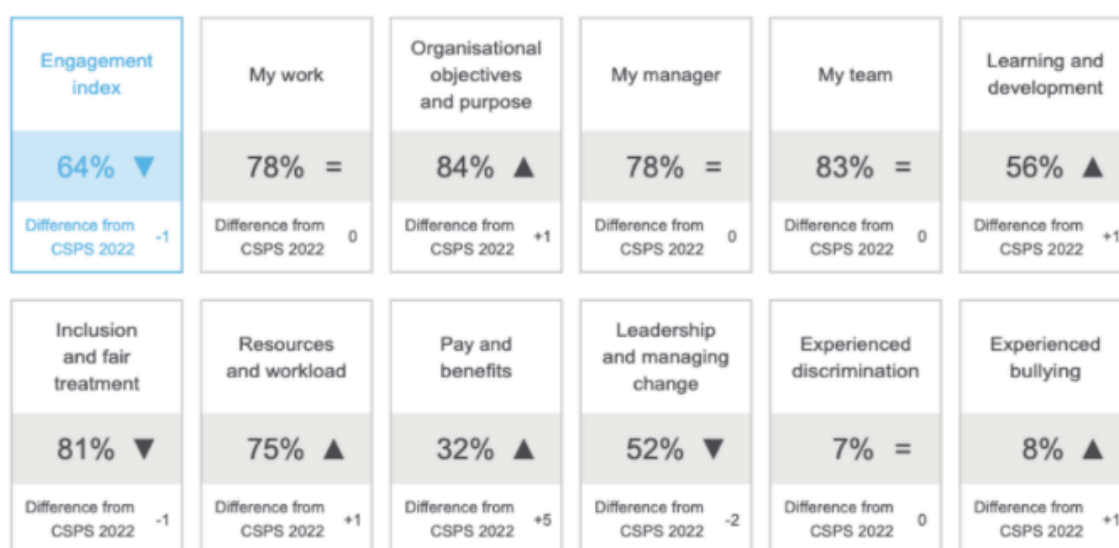 Engagement
index
64% ▼
Difference from
CSPS 2022
-1
My work
78% =
Difference from
CSPS 2022
0
Organisational
objectives
and purpose
84% ▲
Difference from
CSPS 2022
+1
My manager
78% =
Difference from
CSPS 2022
0
My team
83% =
Difference from
CSPS 2022
0
Learning and
development
56% ▲
Difference from
CSPS 2022
+1
Inclusion
and fair
treatment
81% ▼
Difference from
CSPS 2022
-1
Resources
and workload
75% ▲
Difference from
CSPS 2022
+1
Pay and
benefits
32% ▲
Difference from
CSPS 2022
+5
Leadership
and managing
change
52% ▼
Difference from
CSPS 2022
-2
Experienced
discrimination
7% =
Difference from
CSPS 2022
0
Experienced
bullying
8% ▲
Difference from
CSPS 2022
+1